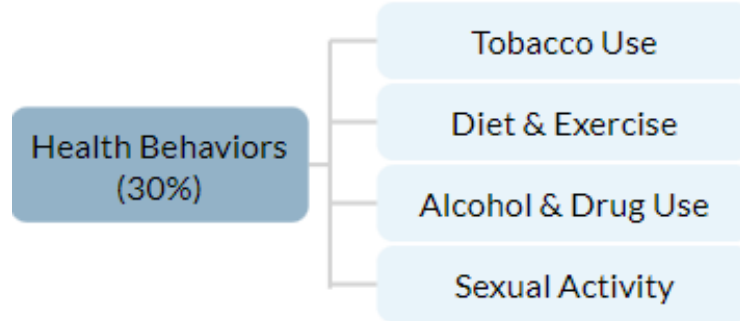 Health Behaviors
(30%)
Tobacco Use
Diet & Exercise
Alcohol & Drug Use
Sexual Activity